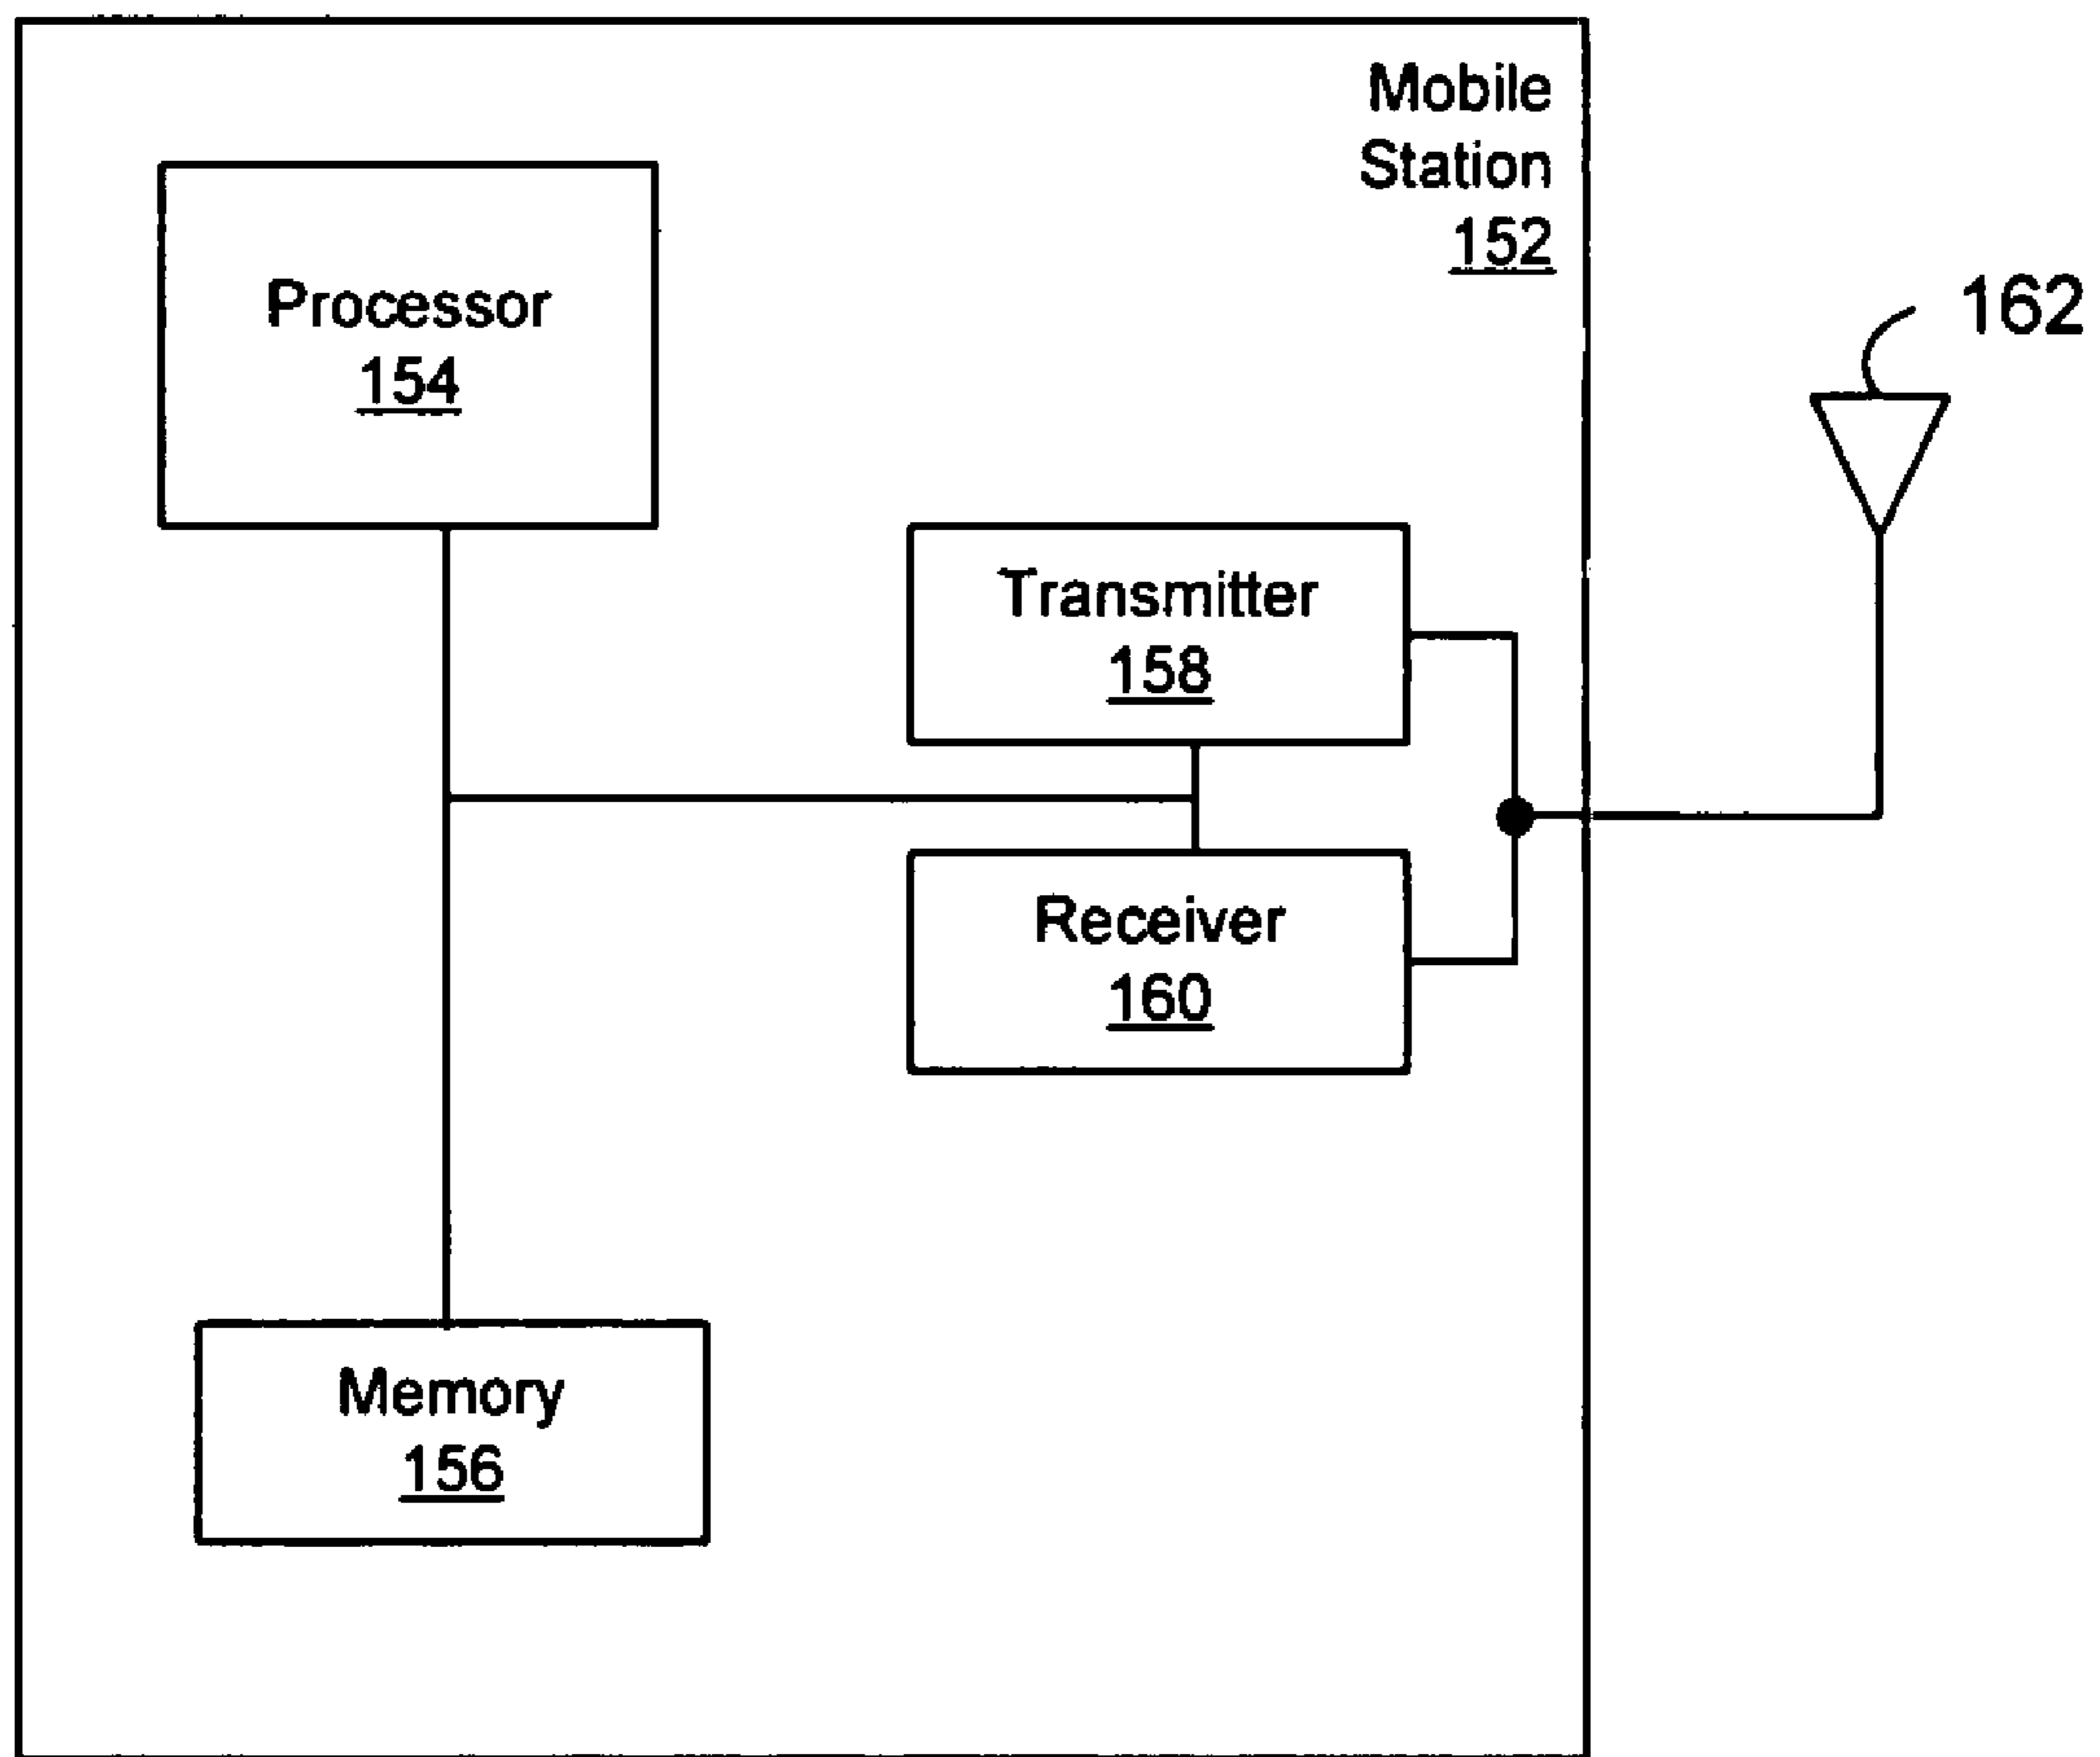 Mobile
Station
152
Processor
154
162
Transmitter
158
Receiver
160
Memory
156